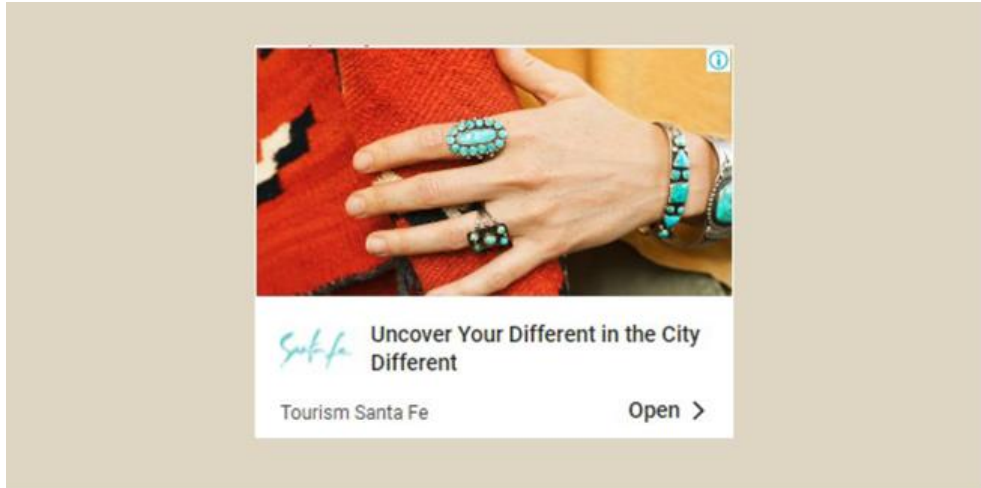 Santa Fe
Uncover Your Different in the City
Different
Tourism Santa Fe
Open >